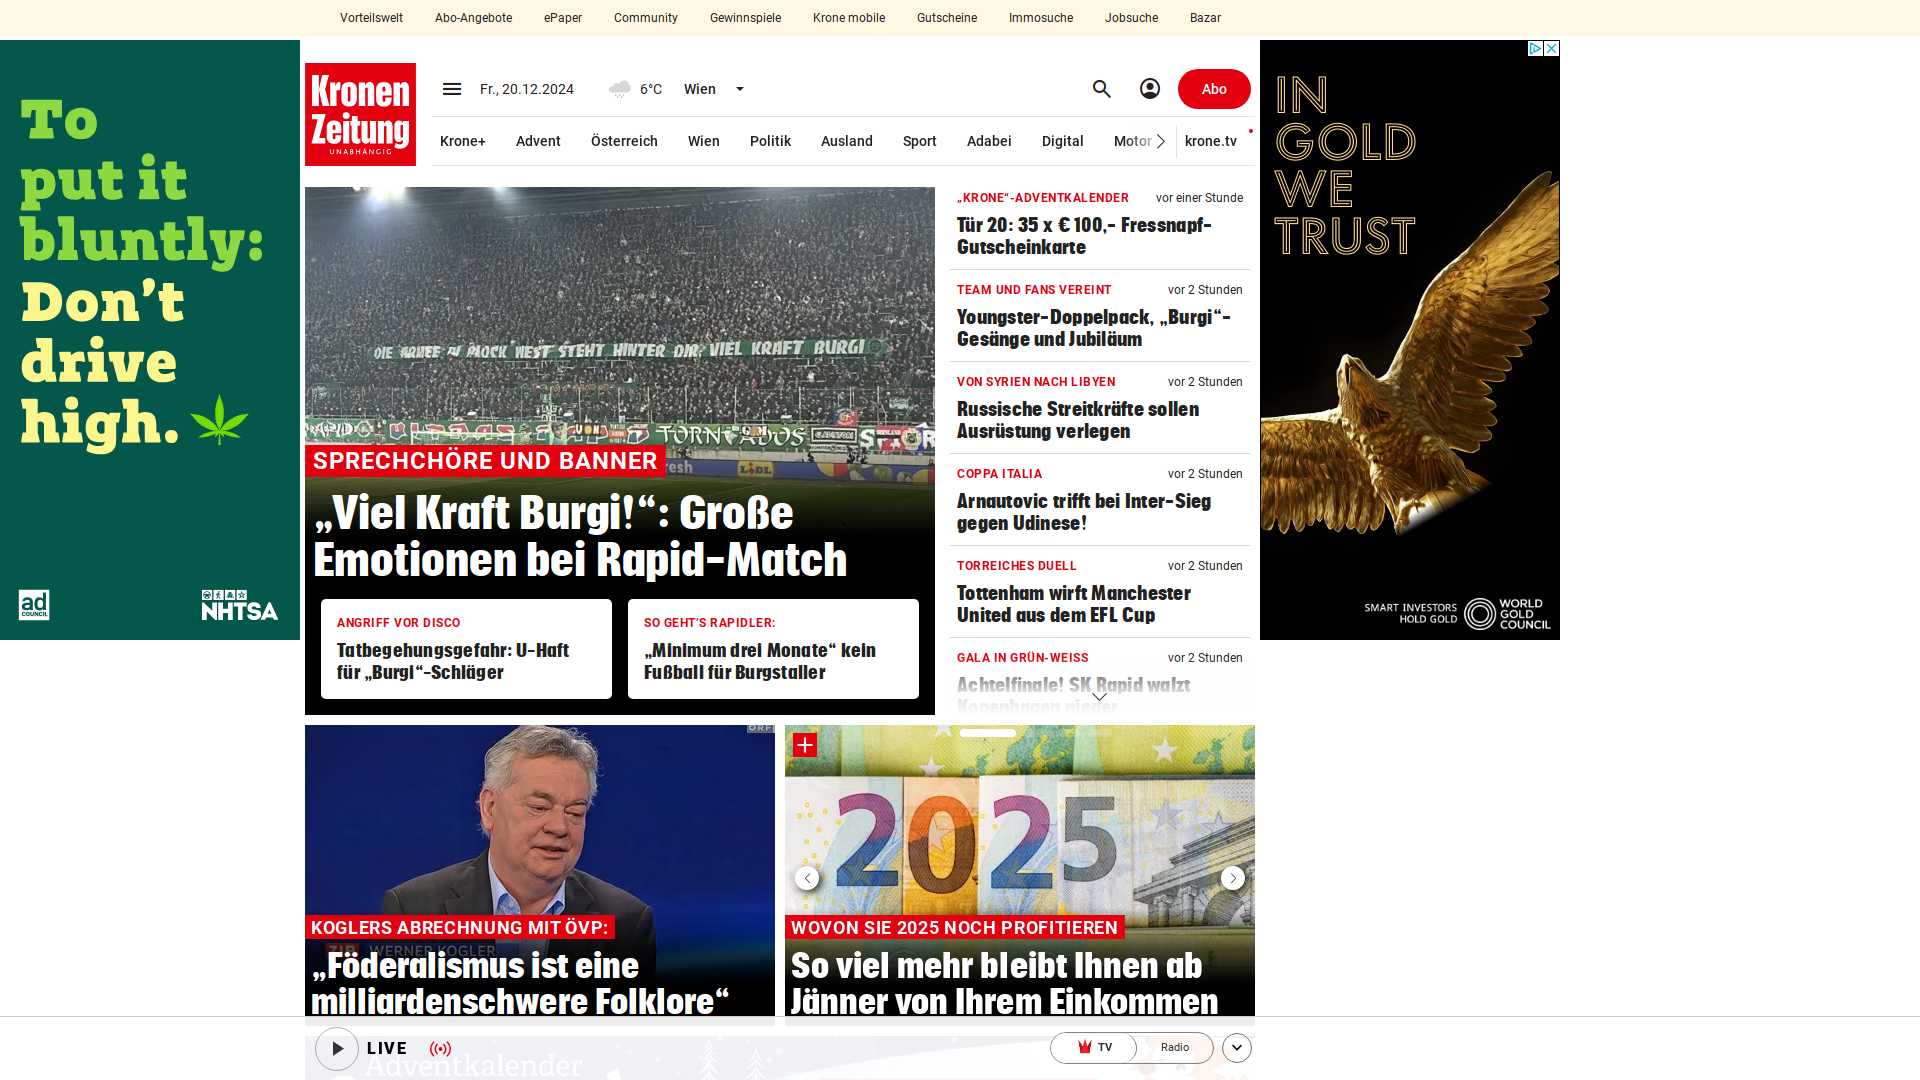 Vorteilswelt Abo-Angebote ePaper Community Gewinnspiele Krone mobile Gutscheine Immosuche Jobsuche Bazar
To
put it
bluntly:
Don't
drive
high.
ad
COUNCIL
NHTSA
Kronen
Zeitung
UNABHÄNGIG
Fr., 20.12.2024 6°C Wien
Abo
Krone+ Advent Österreich Wien Politik Ausland Sport Adabei Digital Motor krone.tv
DIE ARMEE ZU BLOCK WEST STEHT HINTER DIR! VIEL KRAFT BURGI
TORNADOS
LIDL
SPRECHCHÖRE UND BANNER
„Viel Kraft Burgi!“: Große
Emotionen bei Rapid-Match
ANGRIFF VOR DISCO
Tatbegehungsgefahr: U-Haft
für „Burgi“-Schläger
SO GEHT’S RAPIDLER:
„Minimum drei Monate“ kein
Fußball für Burgstaller
„KRONE“-ADVENTKALENDER vor einer Stunde
Tür 20: 35 x € 100,- Fressnapf-
Gutscheinkarte
TEAM UND FANS VEREINT vor 2 Stunden
Youngster-Doppelpack, „Burgi“-
Gesänge und Jubiläum
VON SYRIEN NACH LIBYEN vor 2 Stunden
Russische Streitkräfte sollen
Ausrüstung verlegen
COPPA ITALIA vor 2 Stunden
Arnautovic trifft bei Inter-Sieg
gegen Udinese!
TORREICHES DUELL vor 2 Stunden
Tottenham wirft Manchester
United aus dem EFL Cup
GALA IN GRÜN-WEISS vor 2 Stunden
Achtelfinale! SK Rapid walzt
Kopenhagen nieder
IN
GOLD
WE
TRUST
SMART INVESTORS
HOLD GOLD
WORLD
GOLD
COUNCIL
ORF
ZIB WERNER KOGLER
KOGLERS ABRECHNUNG MIT ÖVP:
„Föderalismus ist eine
milliardenschwere Folklore“
2025
WOVON SIE 2025 NOCH PROFITIEREN
So viel mehr bleibt Ihnen ab
Jänner von Ihrem Einkommen
LIVE
TV Radio
Adventkalender